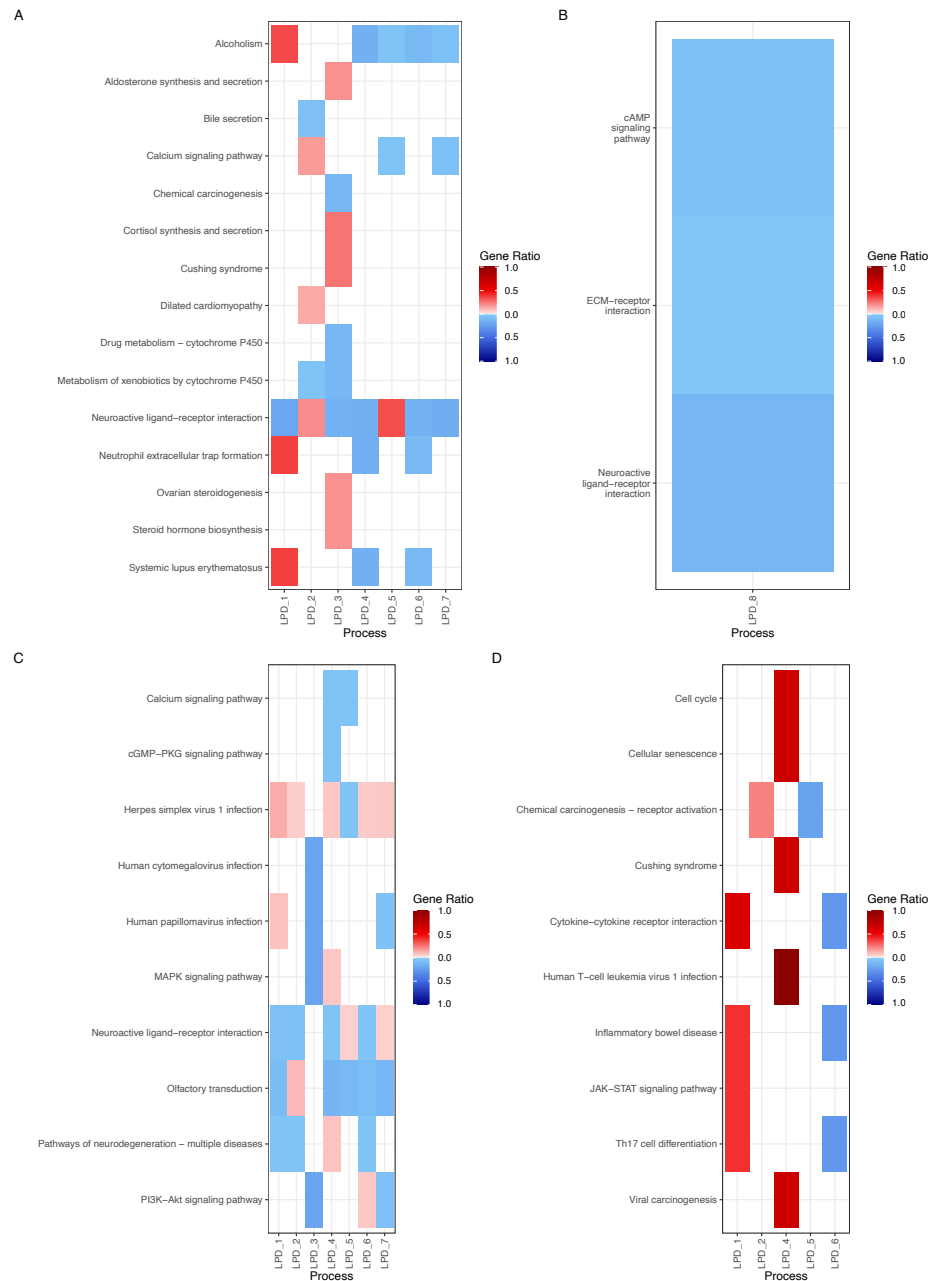 A
Alcoholism
Aldosterone synthesis and secretion
Bile secretion
Calcium signaling pathway
Chemical carcinogenesis
Cortisol synthesis and secretion
Cushing syndrome
Dilated cardiomyopathy
Drug metabolism − cytochrome P450
Metabolism of xenobiotics by cytochrome P450
Neuroactive ligand−receptor interaction
Neutrophil extracellular trap formation
Ovarian steroidogenesis
Steroid hormone biosynthesis
Systemic lupus erythematosus
LPD_1
LPD_2
LPD_3
LPD_4
LPD_5
LPD_6
LPD_7
Process
Gene Ratio
1.0
0.5
0.0
0.5
1.0
B
cAMP
signaling
pathway
ECM−receptor
interaction
Neuroactive
ligand−receptor
interaction
LPD_8
Process
Gene Ratio
1.0
0.5
0.0
0.5
1.0
C
Calcium signaling pathway
cGMP−PKG signaling pathway
Herpes simplex virus 1 infection
Human cytomegalovirus infection
Human papillomavirus infection
MAPK signaling pathway
Neuroactive ligand−receptor interaction
Olfactory transduction
Pathways of neurodegeneration − multiple diseases
PI3K−Akt signaling pathway
LPD_1
LPD_2
LPD_3
LPD_4
LPD_5
LPD_6
LPD_7
Process
Gene Ratio
1.0
0.5
0.0
0.5
1.0
D
Cell cycle
Cellular senescence
Chemical carcinogenesis − receptor activation
Cushing syndrome
Cytokine−cytokine receptor interaction
Human T−cell leukemia virus 1 infection
Inflammatory bowel disease
JAK−STAT signaling pathway
Th17 cell differentiation
Viral carcinogenesis
LPD_1
LPD_2
LPD_4
LPD_5
LPD_6
Process
Gene Ratio
1.0
0.5
0.0
0.5
1.0